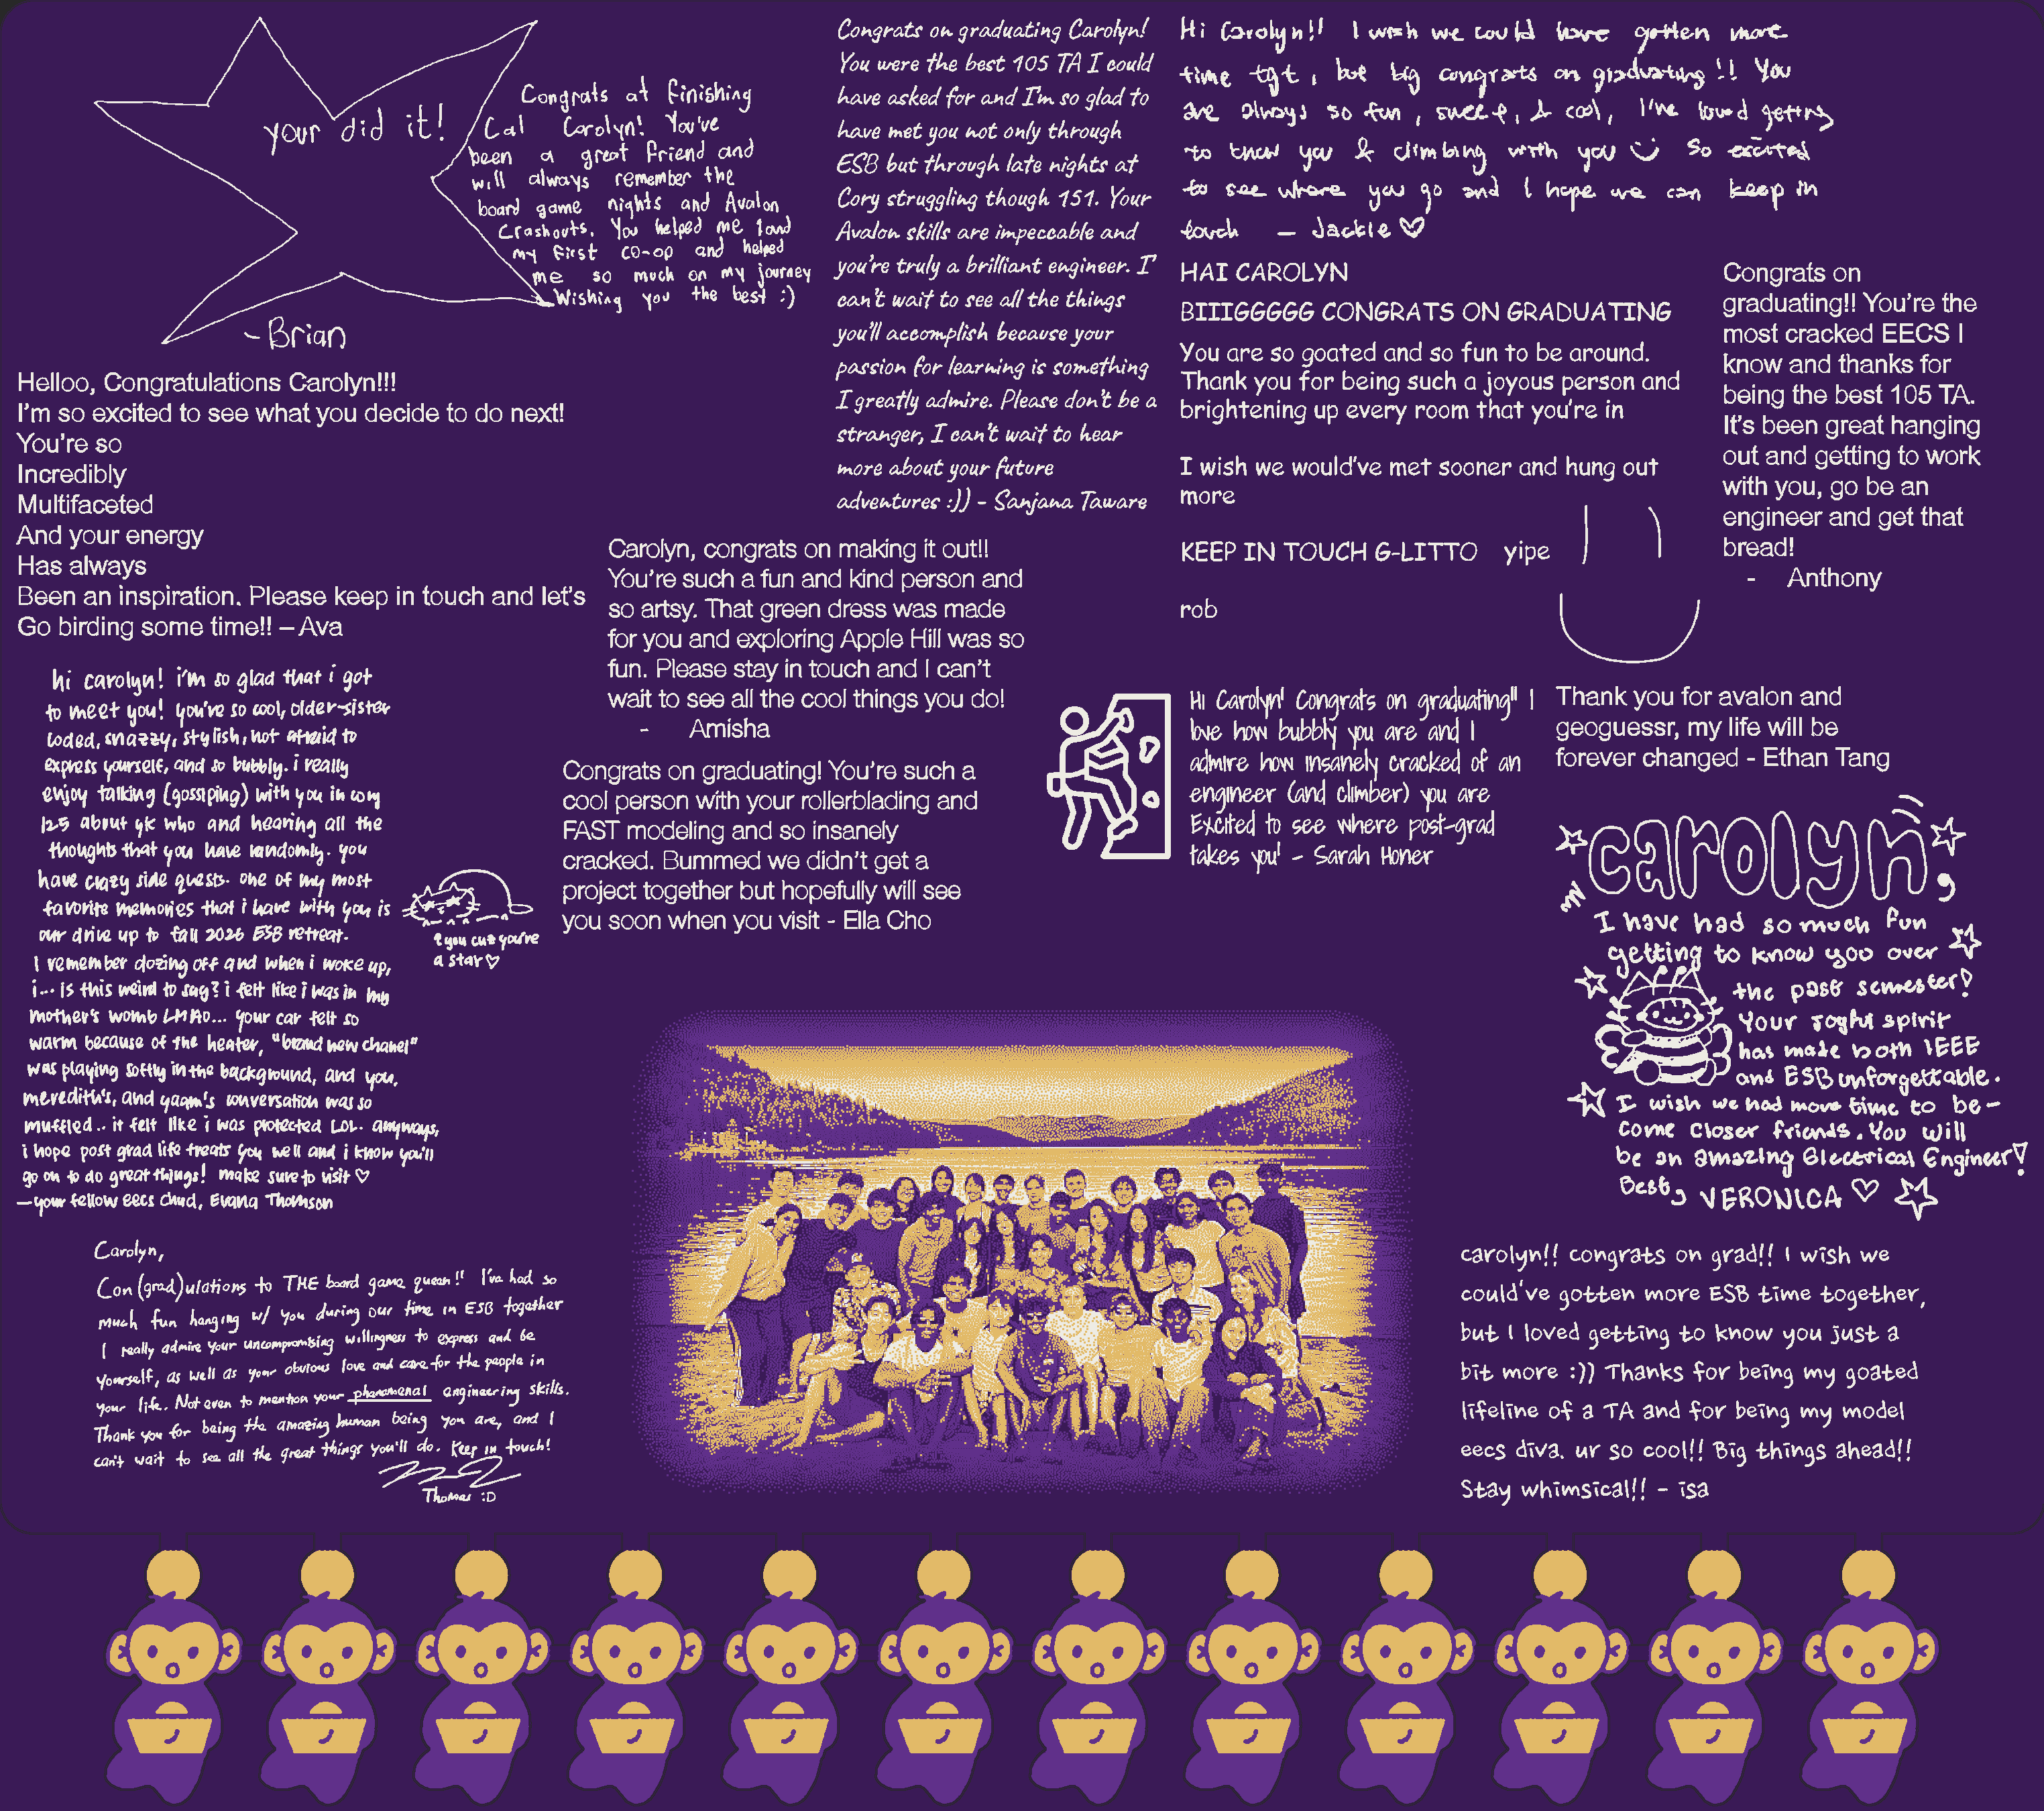 your did it!
Congrats at finishing
Cal Carolyn! You've
been a great friend and
will always remember the
board game nights and Avalon
Crashouts. You helped me land
my first co-op and helped
me so much on my journey
Wishing you the best :)
-Brian
Congrats on graduating Carolyn!
You were the best 105 TA I could
have asked for and I'm so glad to
have met you not only through
ESB but through late nights at
Cory struggling though 151. Your
Avalon skills are impeccable and
you're truly a brilliant engineer. I
can't wait to see all the things
you'll accomplish because your
passion for learning is something
I greatly admire. Please don't be a
stranger, I can't wait to hear
more about your future
adventures :)) - Sanjana Taware
Hi Carolyn!! I wish we could have gotten more
time tgt, but big congrats on graduating!! You
are always so fun, sweet, & cool, I've loved getting
to know you & climbing with you :) So excited
to see where you go and I hope we can keep in
touch — Jackie ♡
HAI CAROLYN
BIIIGGGGG CONGRATS ON GRADUATING
You are so goated and so fun to be around.
Thank you for being such a joyous person and
brightening up every room that you're in
I wish we would've met sooner and hung out
more
KEEP IN TOUCH G-LITTO yipe
rob
Congrats on
graduating!! You're the
most cracked EECS I
know and thanks for
being the best 105 TA.
It's been great hanging
out and getting to work
with you, go be an
engineer and get that
bread!
- Anthony
Helloo, Congratulations Carolyn!!!
I'm so excited to see what you decide to do next!
You're so
Incredibly
Multifaceted
And your energy
Has always
Been an inspiration. Please keep in touch and let's
Go birding some time!! – Ava
Carolyn, congrats on making it out!!
You're such a fun and kind person and
so artsy. That green dress was made
for you and exploring Apple Hill was so
fun. Please stay in touch and I can't
wait to see all the cool things you do!
- Amisha
hi carolyn! i'm so glad that i got
to meet you! you've so cool, older-sister
coded, snazzy, stylish, not afraid to
express yourself, and so bubbly. i really
enjoy talking (gossiping) with you in cory
125 about yk who and hearing all the
thoughts that you have randomly. you
have crazy side quests. one of my most
favorite memories that i have with you is
our drive up to fall 2026 ESB retreat.
I remember dozing off and when i woke up,
i... is this weird to say? i felt like i was in my
mother's womb LMAO... your car felt so
warm because of the heater, "brand new chanel"
was playing softly in the background, and you,
meredith's, and yaam's conversation was so
muffled.. it felt like i was protected LOL. anyways,
i hope post grad life treats you well and i know you'll
go on to do great things! make sure to visit ♡
—your fellow eecs chud, Evana Thomson
you cuz you're
a star ♡
Congrats on graduating! You're such a
cool person with your rollerblading and
FAST modeling and so insanely
cracked. Bummed we didn't get a
project together but hopefully will see
you soon when you visit - Ella Cho
Hi Carolyn! Congrats on graduating!! I
love how bubbly you are and I
admire how insanely cracked of an
engineer (and climber) you are
Excited to see where post-grad
takes you! - Sarah Honer
Thank you for avalon and
geoguessr, my life will be
forever changed - Ethan Tang
carolyn,
I have had so much fun
getting to know you over
the past semester!
Your joyful spirit
has made both IEEE
and ESB unforgettable.
I wish we had more time to be-
come closer friends. You will
be an amazing Electrical Engineer!
Best, VERONICA ♡
Carolyn,
Con(grad)ulations to THE board game queen!! I've had so
much fun hanging w/ you during our time in ESB together
I really admire your uncompromising willingness to express and be
yourself, as well as your obvious love and care for the people in
your life. Not even to mention your phenomenal engineering skills.
Thank you for being the amazing human being you are, and I
can't wait to see all the great things you'll do. Keep in touch!
Thomas :D
carolyn!! congrats on grad!! I wish we
could've gotten more ESB time together,
but I loved getting to know you just a
bit more :)) Thanks for being my goated
lifeline of a TA and for being my model
eecs diva. ur so cool!! Big things ahead!!
Stay whimsical!! - isa